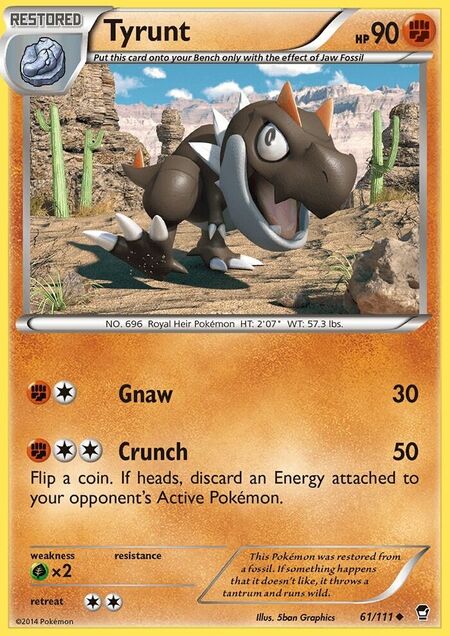 RESTORED
Tyrunt
HP 90
Put this card onto your Bench only with the effect of Jaw Fossil
NO. 696 Royal Heir Pokémon HT: 2'07" WT: 57.3 lbs.
Gnaw 30
Crunch 50
Flip a coin. If heads, discard an Energy attached to
your opponent's Active Pokémon.
weakness resistance
×2
retreat
This Pokémon was restored
from a fossil. If something happens
that it doesn't like, it throws a
tantrum and runs wild.
©2014 Pokémon
Illus. 5ban Graphics
61/111